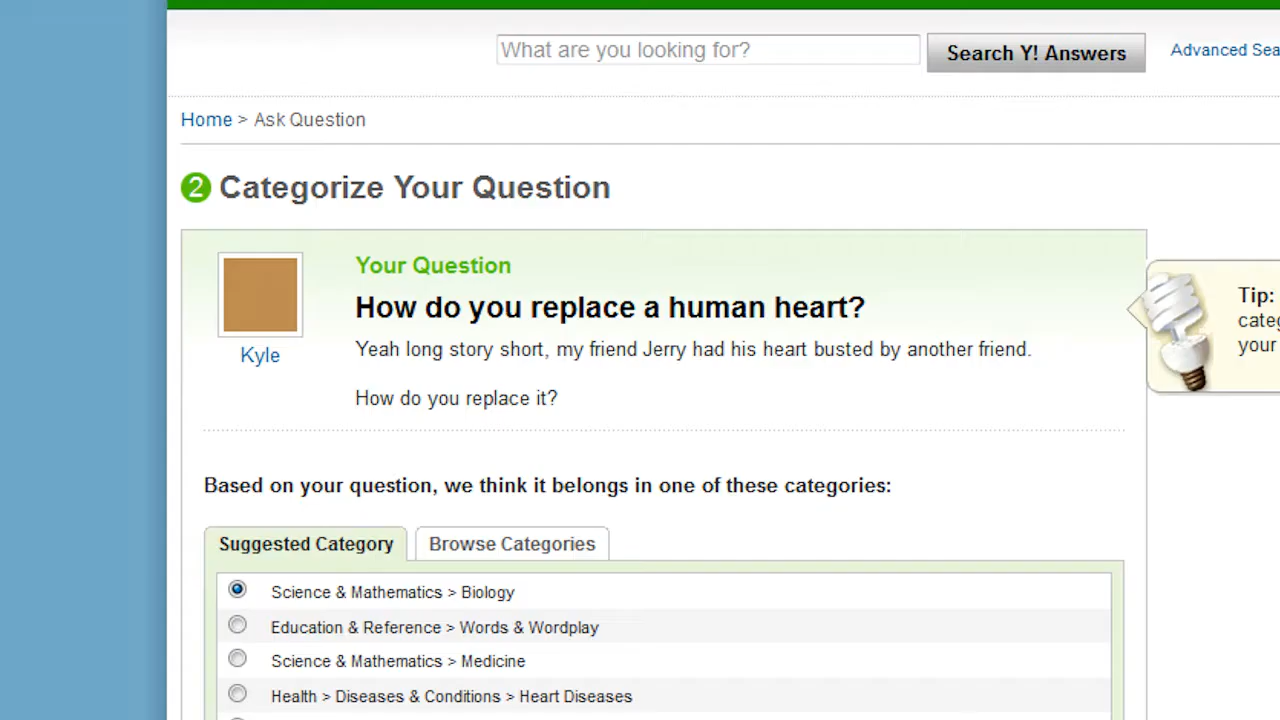 What are you looking for?
Search Y! Answers
Advanced Sea
Home > Ask Question
2 Categorize Your Question
Your Question
How do you replace a human heart?
Kyle
Yeah long story short, my friend Jerry had his heart busted by another friend.
How do you replace it?
Tip:
categ
your
Based on your question, we think it belongs in one of these categories:
Suggested Category
Browse Categories
Science & Mathematics > Biology
Education & Reference > Words & Wordplay
Science & Mathematics > Medicine
Health > Diseases & Conditions > Heart Diseases